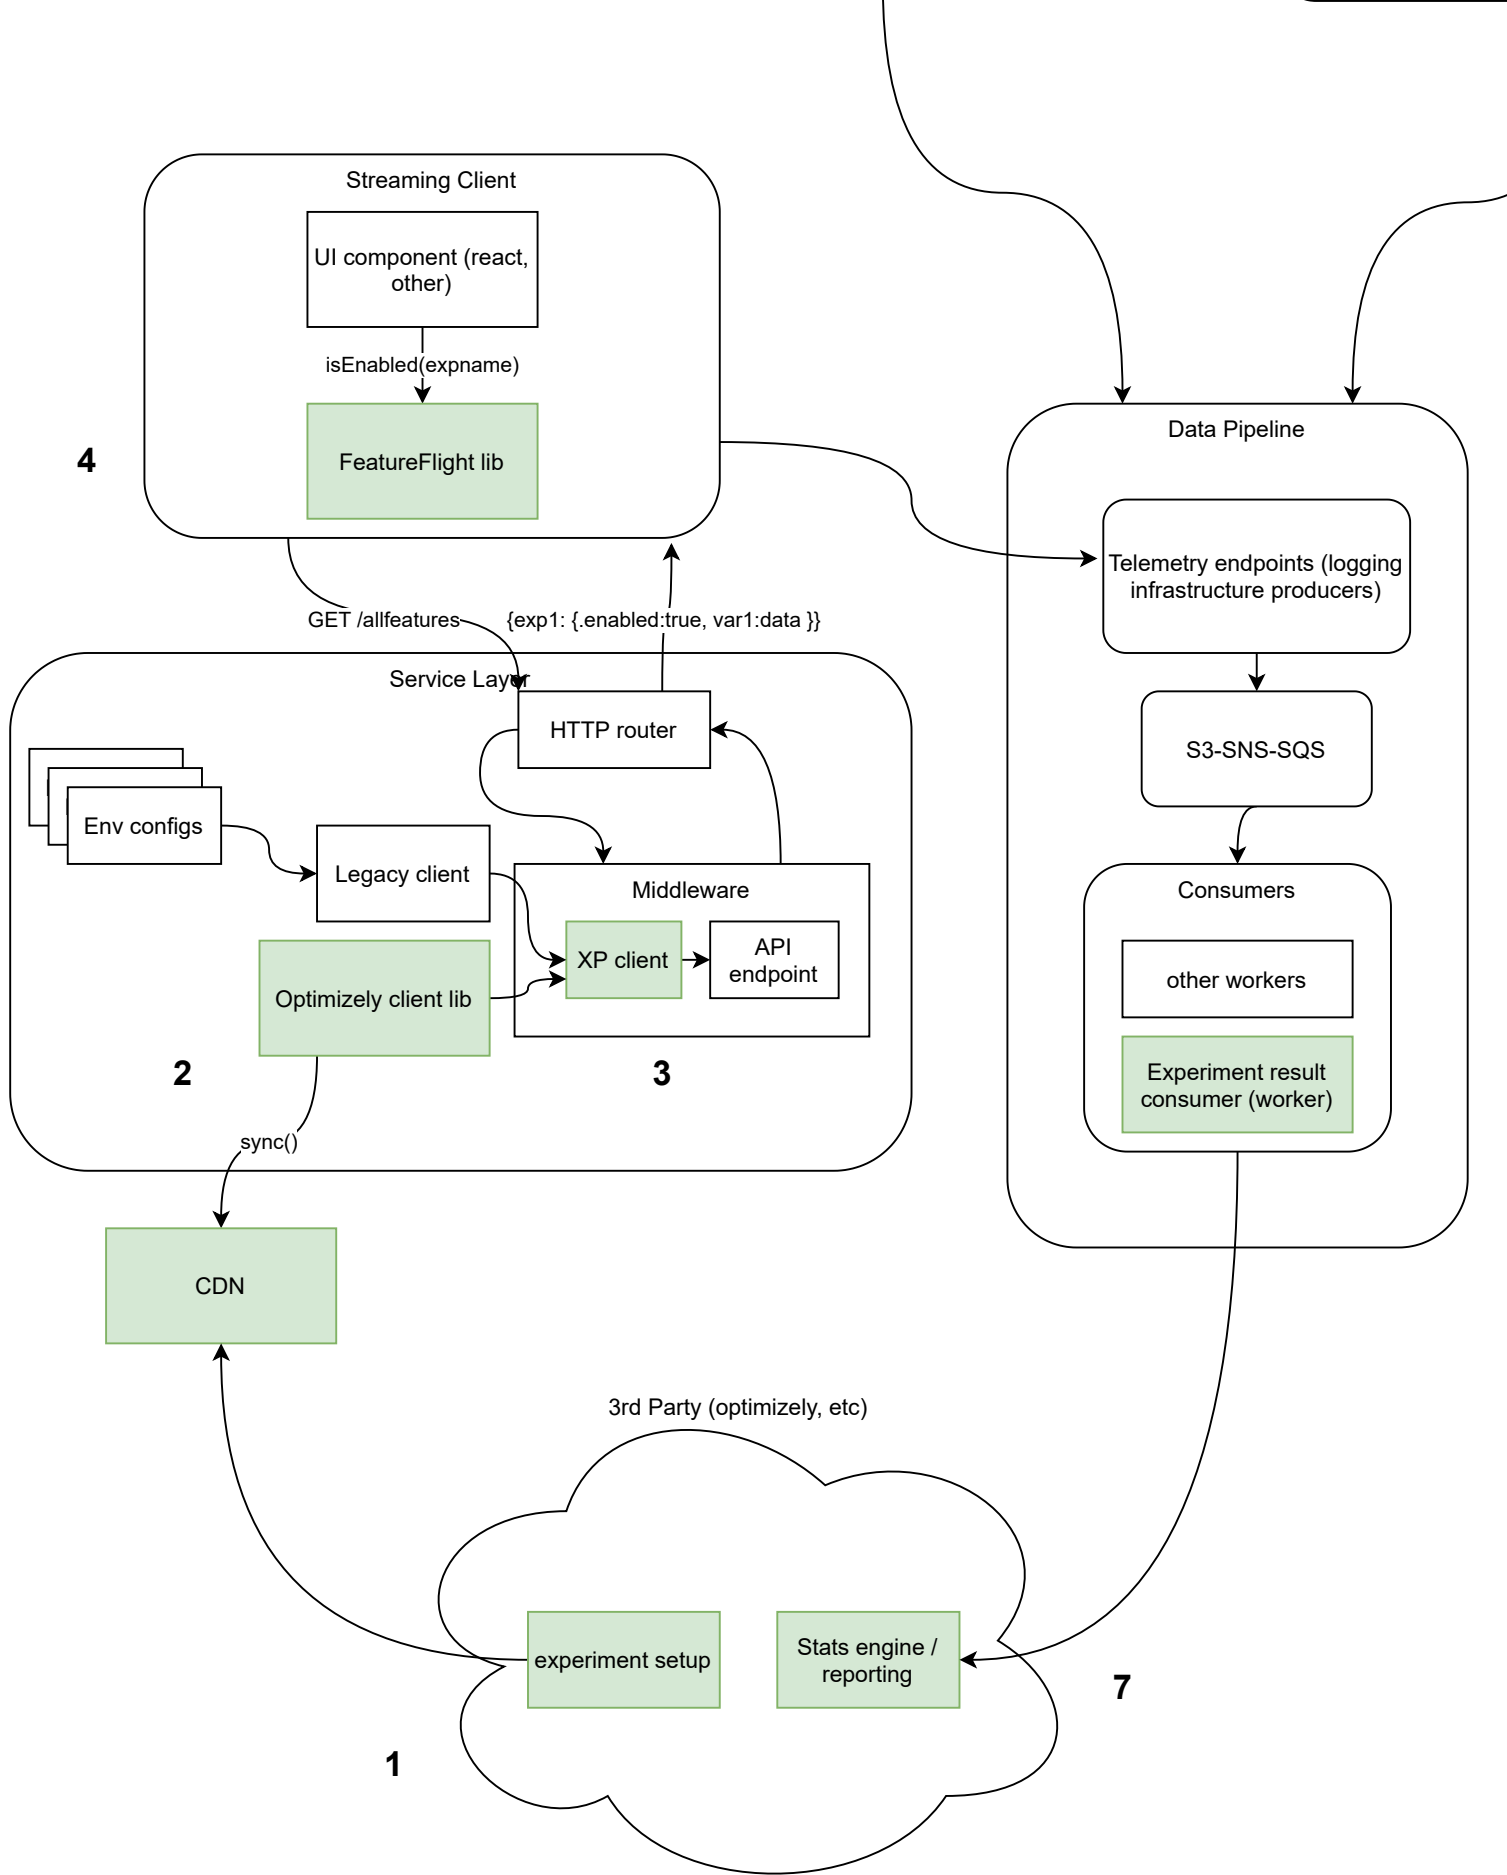 Streaming Client
UI component (react,
other)
isEnabled(expname)
FeatureFlight lib
4
Data Pipeline
Telemetry endpoints (logging
infrastructure producers)
GET /allfeatures
{exp1: {.enabled:true, var1:data }}
Service Layer
HTTP router
S3-SNS-SQS
Env configs
Legacy client
Middleware
XP client
API
endpoint
Optimizely client lib
Consumers
other workers
Experiment result
consumer (worker)
2
3
sync()
CDN
3rd Party (optimizely, etc)
experiment setup
Stats engine /
reporting
7
1